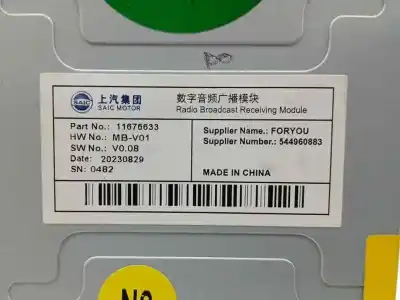 SAIC
上汽集团
SAIC MOTOR
数字音频广播模块
Radio Broadcast Receiving Module
Part No.: 11676633
HW No.: MB-V01
SW No.: V0.08
Date: 20230829
SN: 0482
Supplier Name.: FORYOU
Supplier Number.: 544960883
MADE IN CHINA